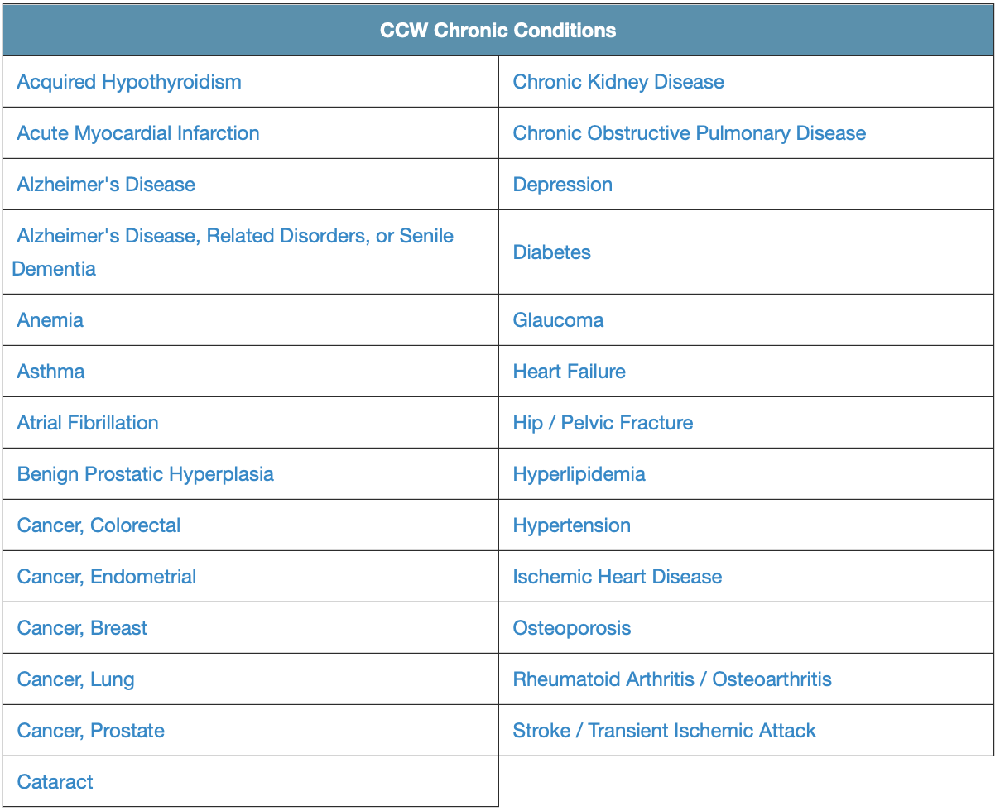 CCW Chronic Conditions
Acquired Hypothyroidism
Chronic Kidney Disease
Acute Myocardial Infarction
Chronic Obstructive Pulmonary Disease
Alzheimer's Disease
Depression
Alzheimer's Disease, Related Disorders, or Senile
Dementia
Diabetes
Anemia
Glaucoma
Asthma
Heart Failure
Atrial Fibrillation
Hip / Pelvic Fracture
Benign Prostatic Hyperplasia
Hyperlipidemia
Cancer, Colorectal
Hypertension
Cancer, Endometrial
Ischemic Heart Disease
Cancer, Breast
Osteoporosis
Cancer, Lung
Rheumatoid Arthritis / Osteoarthritis
Cancer, Prostate
Stroke / Transient Ischemic Attack
Cataract